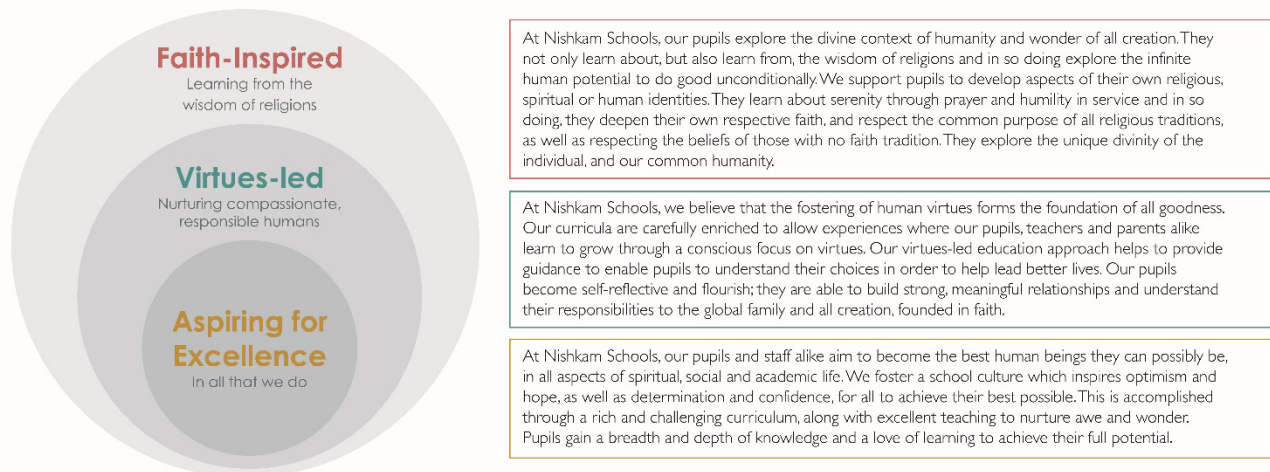 Faith-Inspired
Learning from the
wisdom of religions
Virtues-led
Nurturing compassionate,
responsible humans
Aspiring for
Excellence
In all that we do
At Nishkam Schools, our pupils explore the divine context of humanity and wonder of all creation. They
not only learn about, but also learn from, the wisdom of religions and in so doing explore the infinite
human potential to do good unconditionally. We support pupils to develop aspects of their own religious,
spiritual or human identities. They learn about serenity through prayer and humility in service and in so
doing, they deepen their own respective faith, and respect the common purpose of all religious traditions,
as well as respecting the beliefs of those with no faith tradition. They explore the unique divinity of the
individual, and our common humanity.
At Nishkam Schools, we believe that the fostering of human virtues forms the foundation of all goodness.
Our curricula are carefully enriched to allow experiences where our pupils, teachers and parents alike
learn to grow through a conscious focus on virtues. Our virtues-led education approach helps to provide
guidance to enable pupils to understand their choices in order to help lead better lives. Our pupils
become self-reflective and flourish; they are able to build strong, meaningful relationships and understand
their responsibilities to the global family and all creation, founded in faith.
At Nishkam Schools, our pupils and staff alike aim to become the best human beings they can possibly be,
in all aspects of spiritual, social and academic life. We foster a school culture which inspires optimism and
hope, as well as determination and confidence, for all to achieve their best possible. This is accomplished
through a rich and challenging curriculum, along with excellent teaching to nurture awe and wonder.
Pupils gain a breadth and depth of knowledge and a love of learning to achieve their full potential.